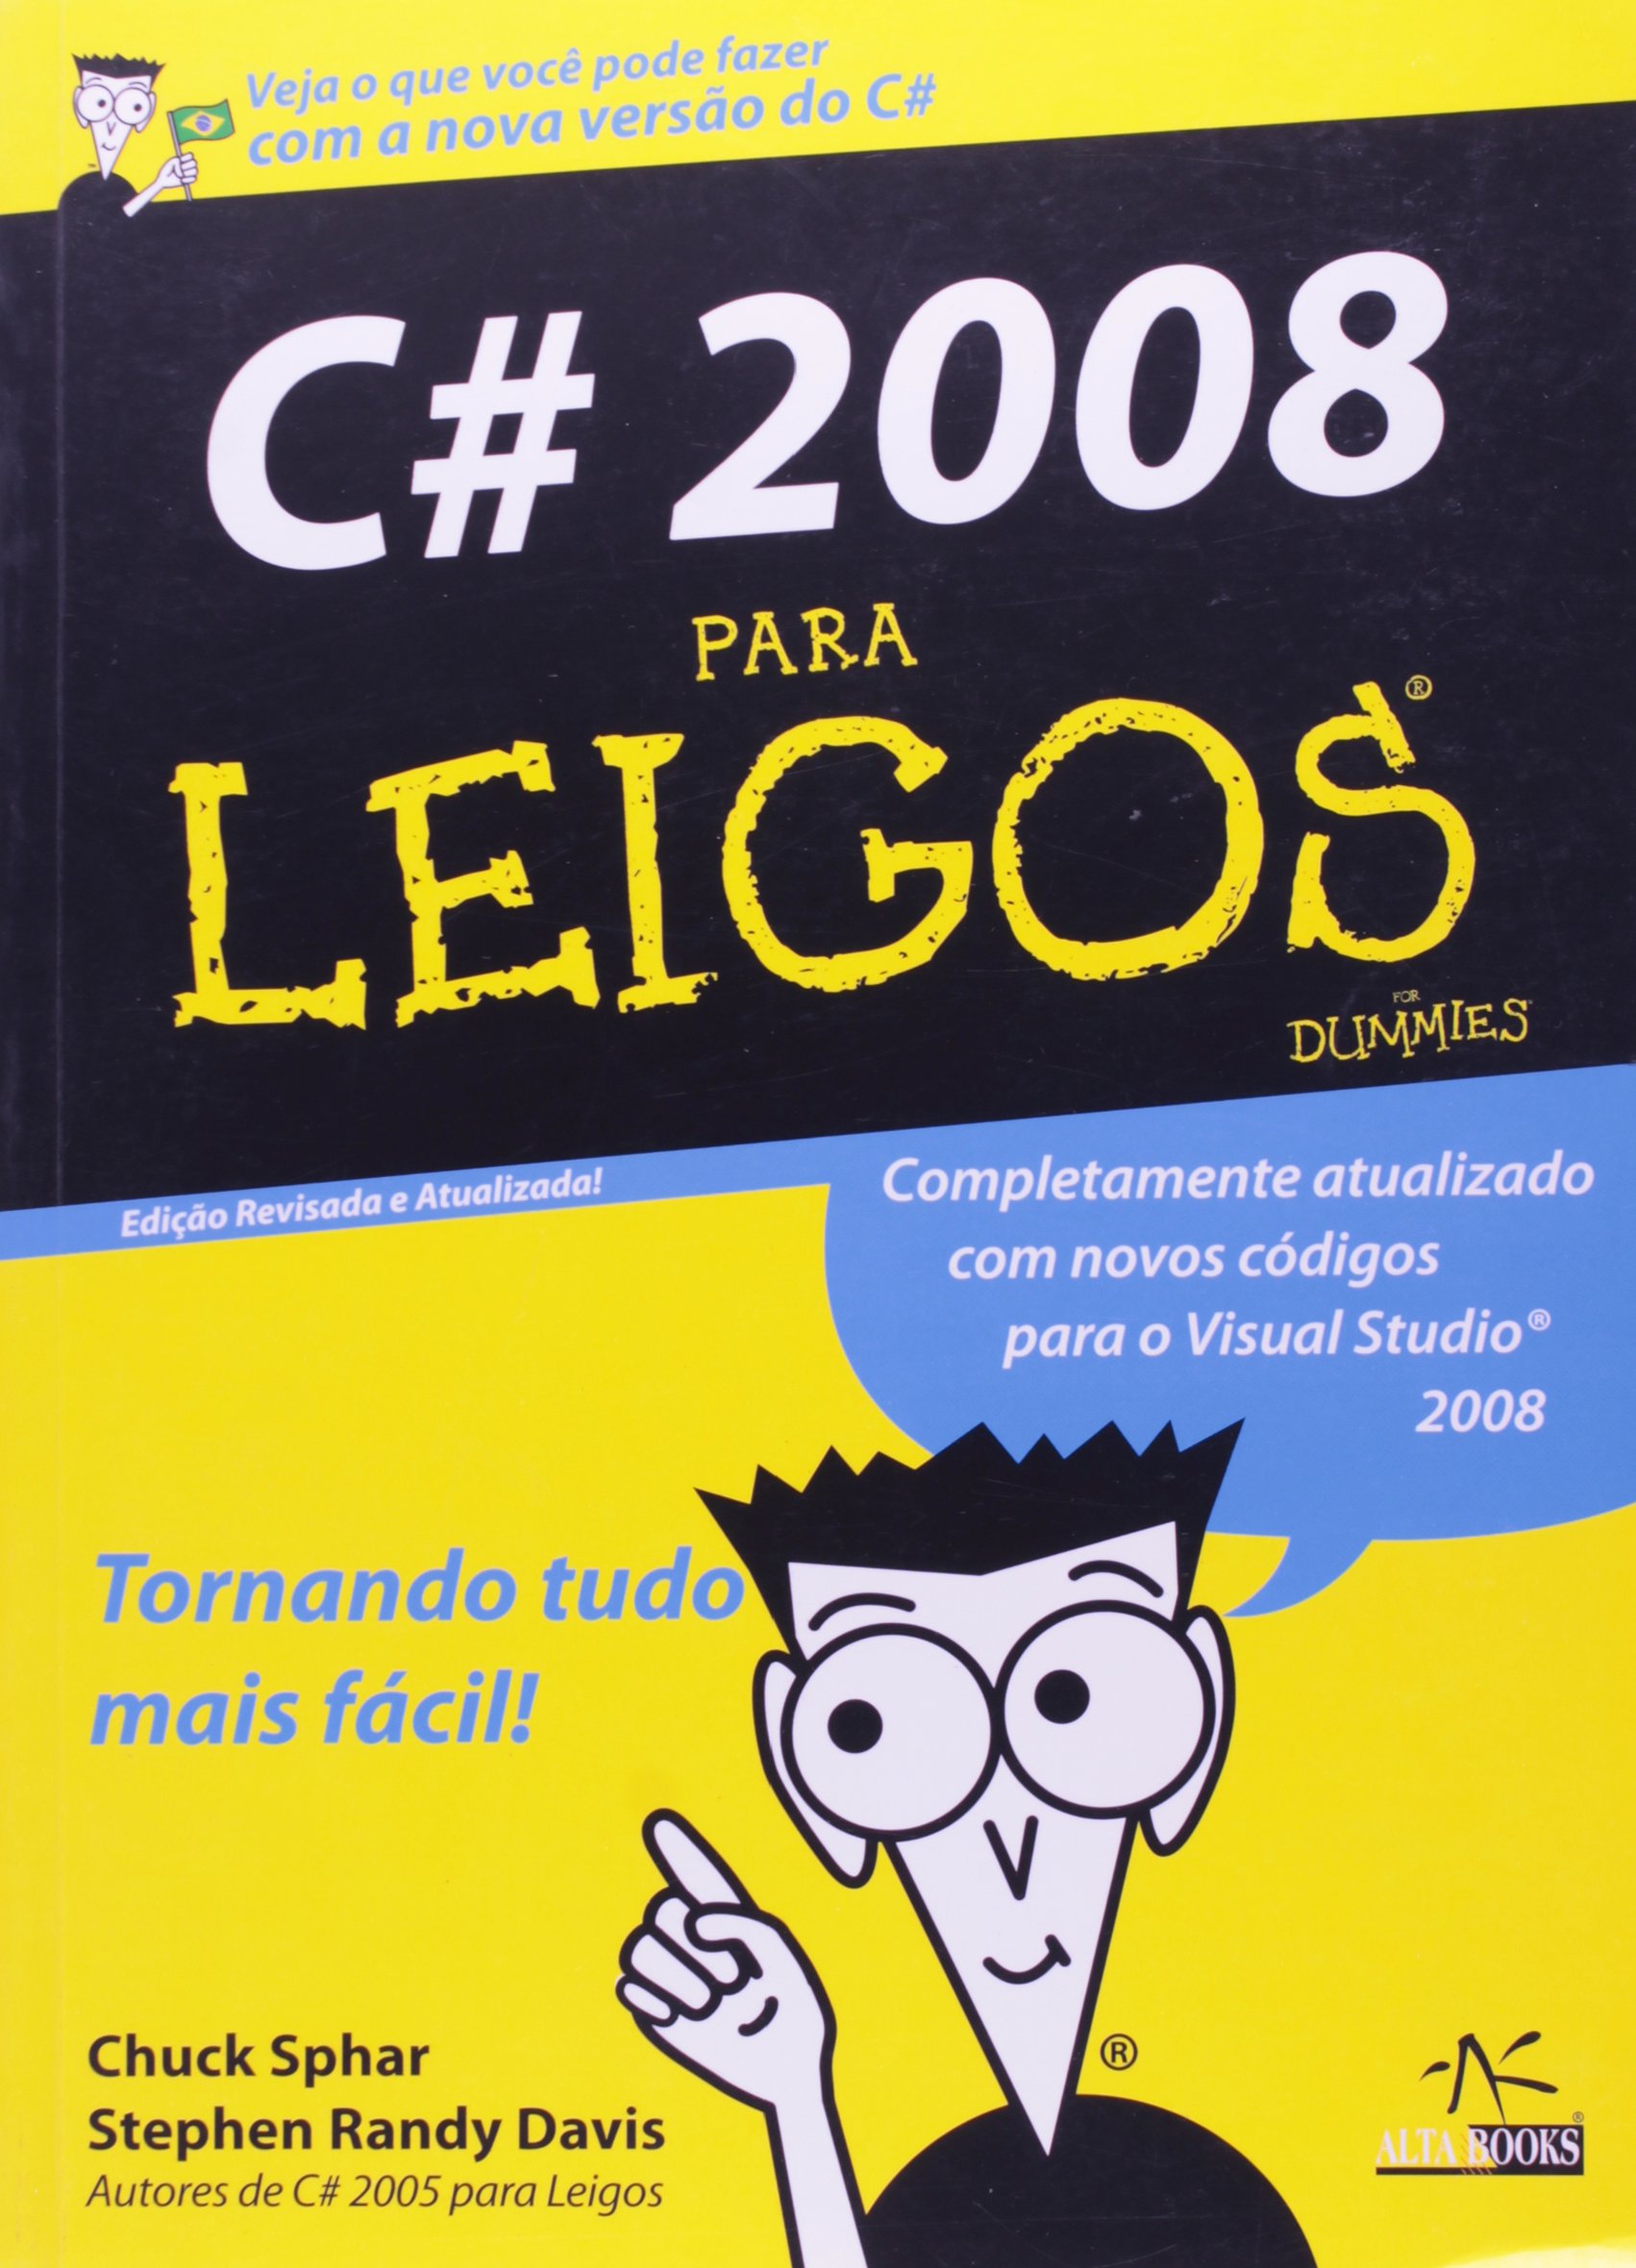 Veja o que você pode fazer
com a nova versão do C#
C# 2008
PARA
LEIGOS®
FOR
DUMMIES
Edição Revisada e Atualizada!
Completamente atualizado
com novos códigos
para o Visual Studio®
2008
Tornando tudo
mais fácil!
®
Chuck Sphar
Stephen Randy Davis
Autores de C# 2005 para Leigos
ALTA BOOKS®